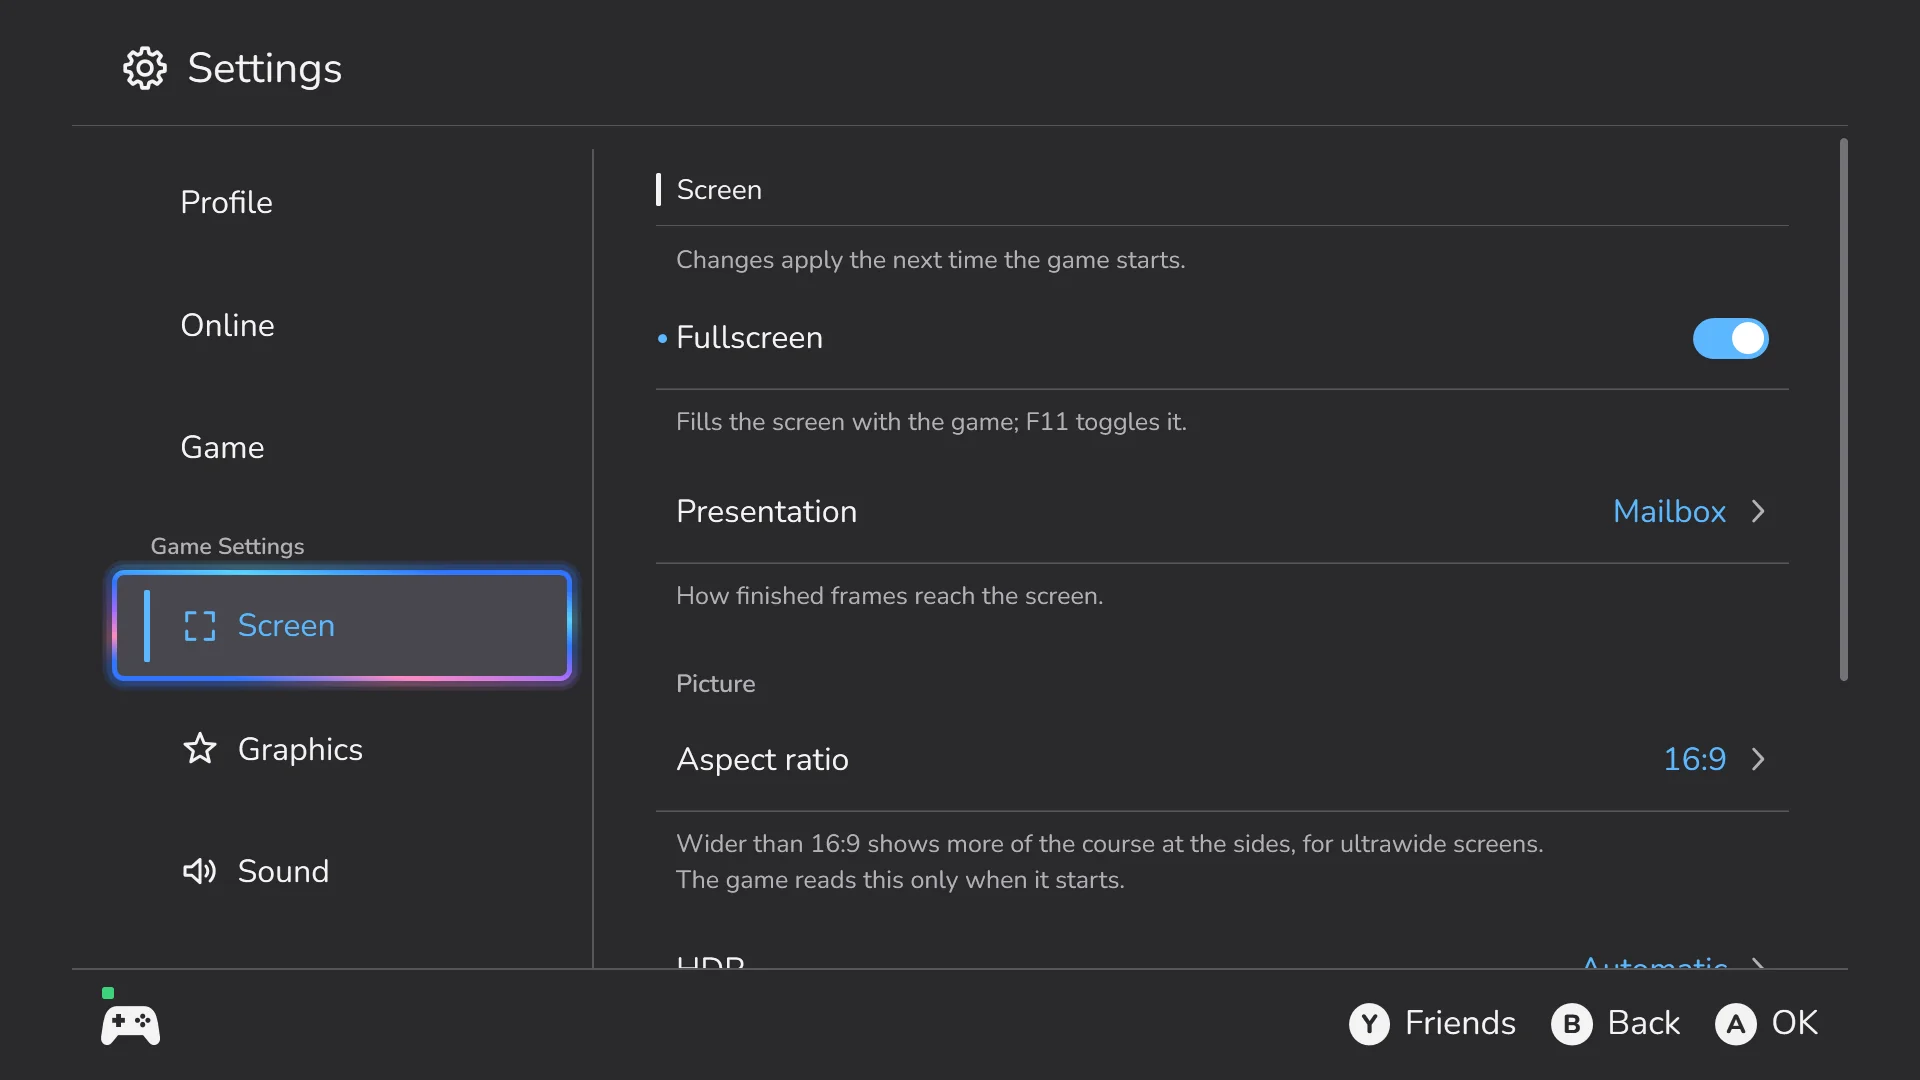 Settings
Profile
Online
Game
Game Settings
Screen
Graphics
Sound
Screen
Changes apply the next time the game starts.
Fullscreen
Fills the screen with the game; F11 toggles it.
Presentation
Mailbox
How finished frames reach the screen.
Picture
Aspect ratio
16:9
Wider than 16:9 shows more of the course at the sides, for ultrawide screens.
The game reads this only when it starts.
HDR
Automatic
Y Friends
B Back
A OK